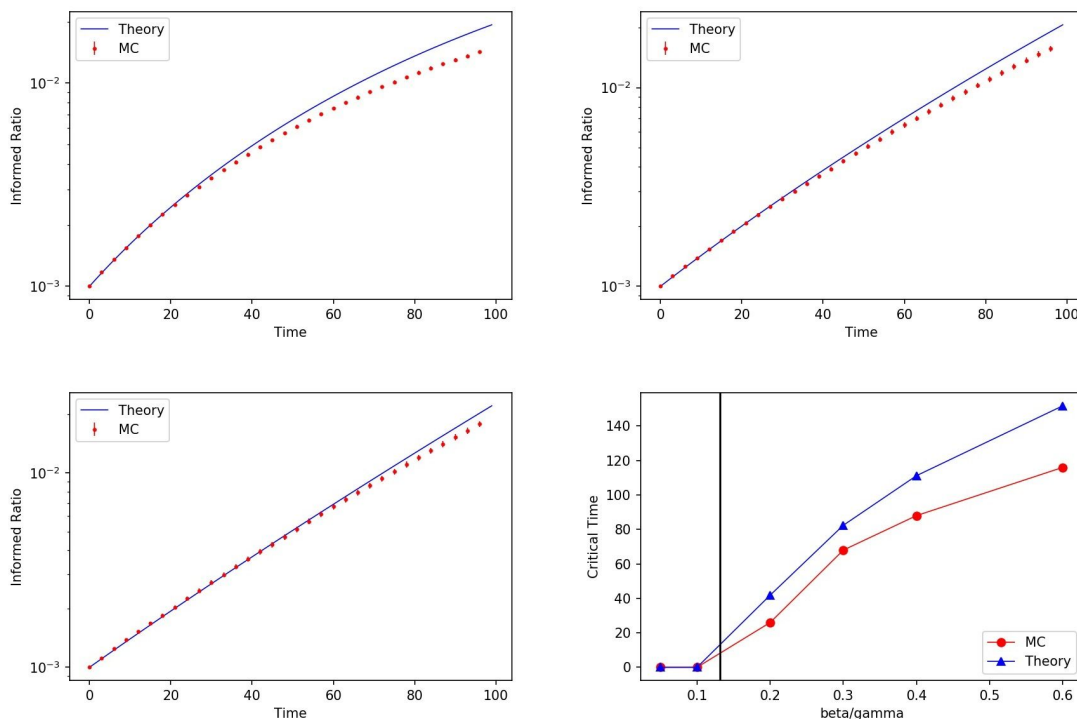 Theory
MC
Informed Ratio
10⁻²
10⁻³
0 20 40 60 80 100
Time
Theory
MC
Informed Ratio
10⁻²
10⁻³
0 20 40 60 80 100
Time
Theory
MC
Informed Ratio
10⁻²
10⁻³
0 20 40 60 80 100
Time
Critical Time
140
120
100
80
60
40
20
0
MC
Theory
0.1 0.2 0.3 0.4 0.5 0.6
beta/gamma